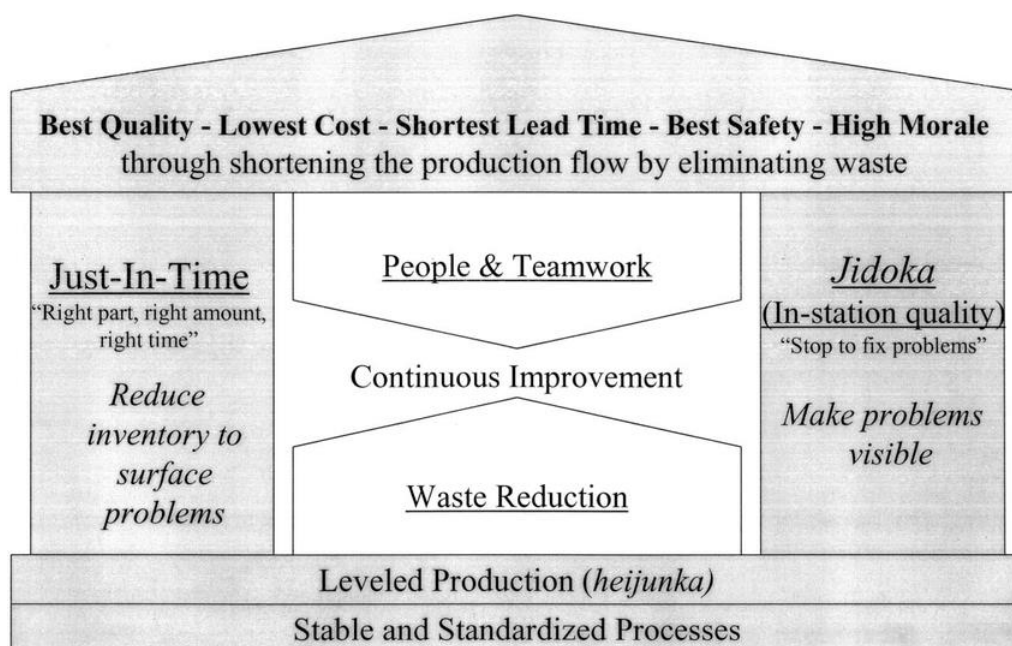 Best Quality - Lowest Cost - Shortest Lead Time - Best Safety - High Morale
through shortening the production flow by eliminating waste
Just-In-Time
“Right part, right amount,
right time”
Reduce
inventory to
surface
problems
People & Teamwork
Continuous Improvement
Waste Reduction
Jidoka
(In-station quality)
“Stop to fix problems”
Make problems
visible
Leveled Production (heijunka)
Stable and Standardized Processes